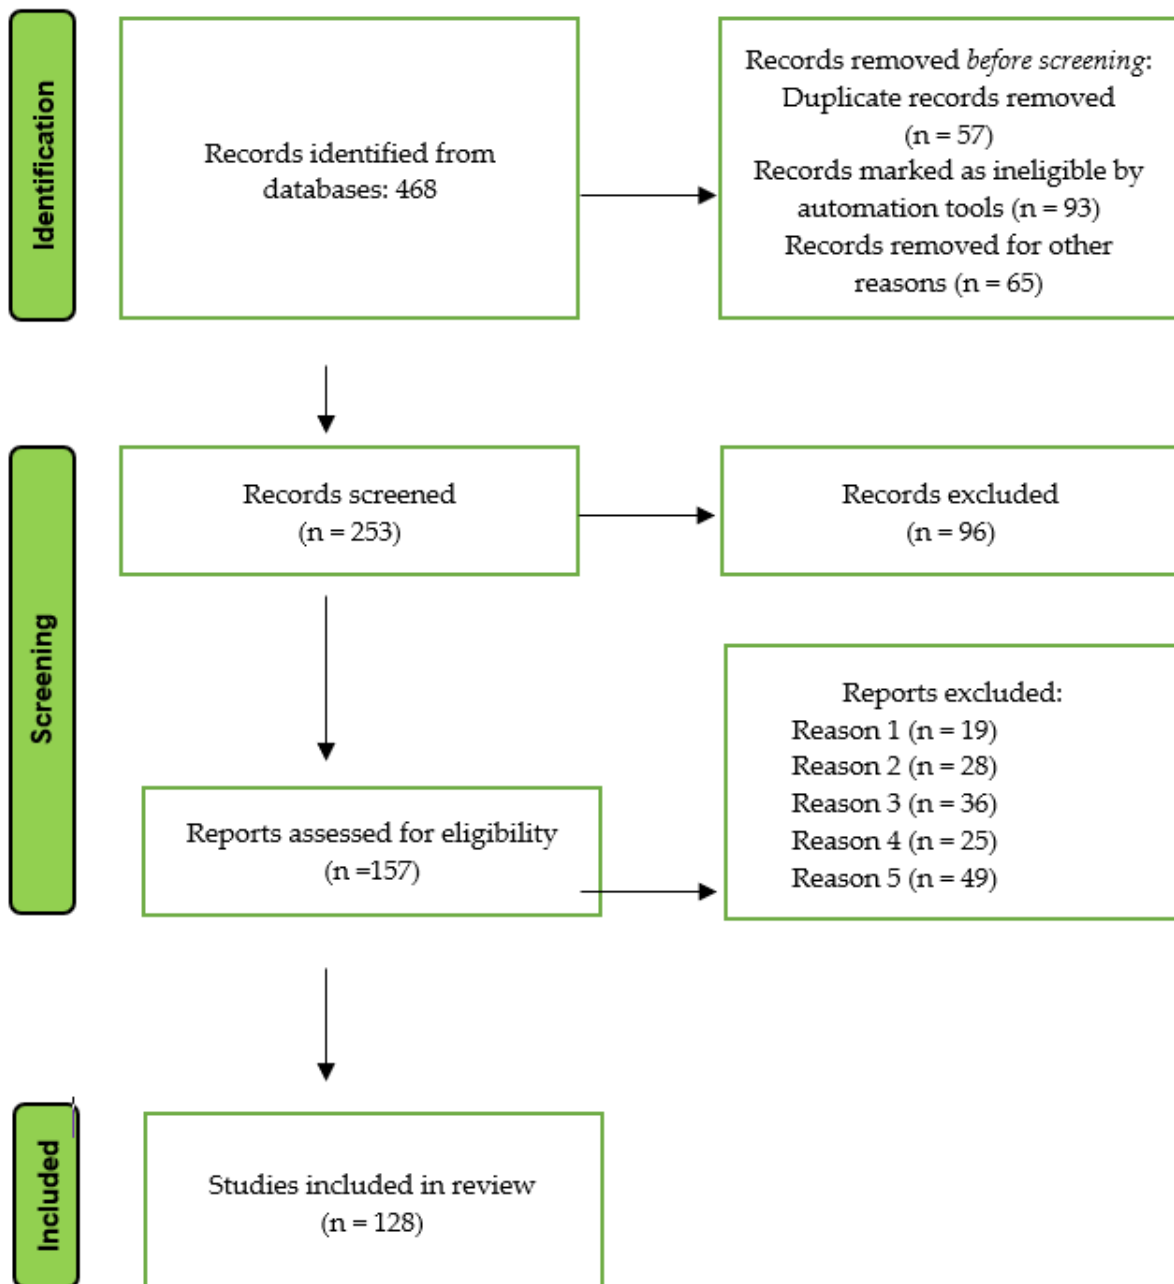 Identification
Records identified from
databases: 468
Records removed before screening:
Duplicate records removed
(n = 57)
Records marked as ineligible by
automation tools (n = 93)
Records removed for other
reasons (n = 65)
Screening
Records screened
(n = 253)
Records excluded
(n = 96)
Reports assessed for eligibility
(n =157)
Reports excluded:
Reason 1 (n = 19)
Reason 2 (n = 28)
Reason 3 (n = 36)
Reason 4 (n = 25)
Reason 5 (n = 49)
Included
Studies included in review
(n = 128)